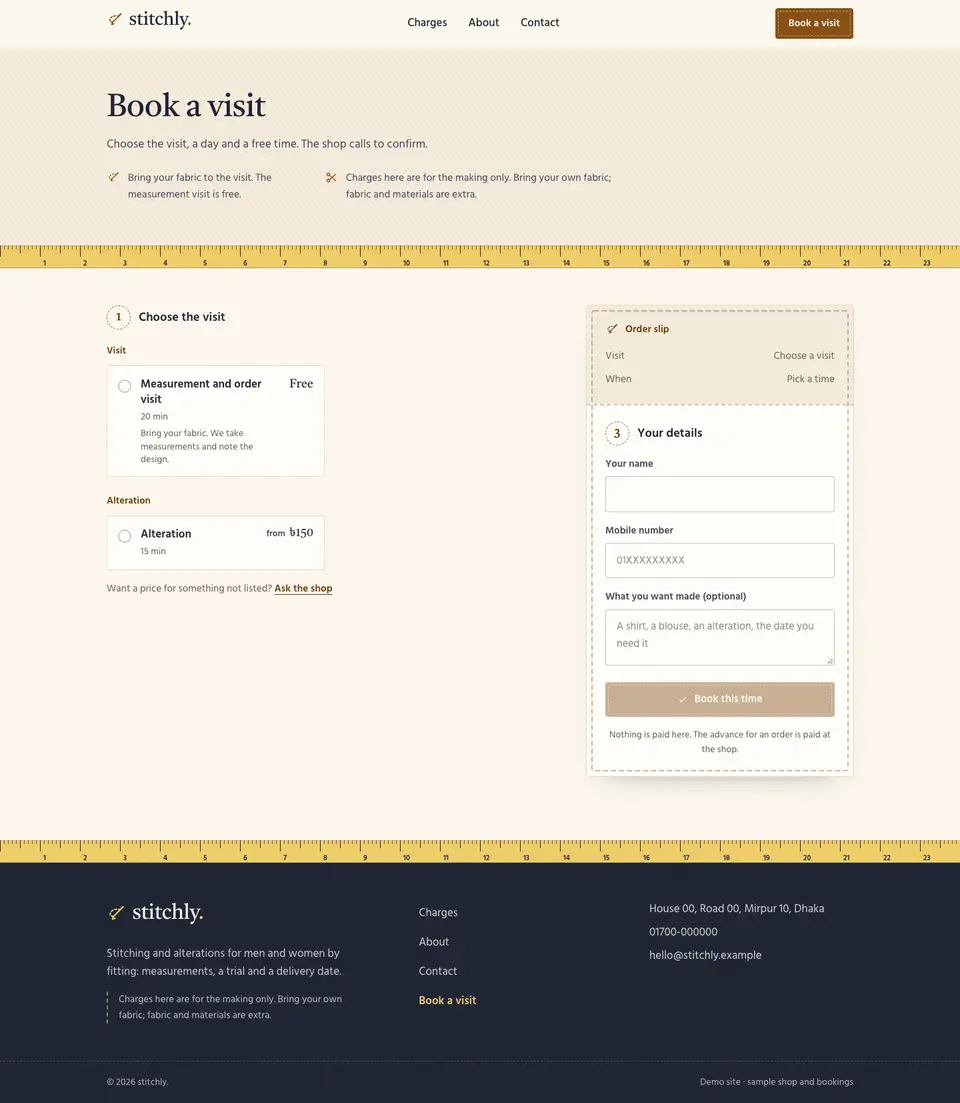 stitchly.
Charges
About
Contact
Book a visit
Book a visit
Choose the visit, a day and a free time. The shop calls to confirm.
Bring your fabric to the visit. The
measurement visit is free.
Charges here are for the making only. Bring your own fabric;
fabric and materials are extra.
1 2 3 4 5 6 7 8 9 10 11 12 13 14 15 16 17 18 19 20 21 22 23
1 Choose the visit
Visit
Measurement and order
visit
Free
20 min
Bring your fabric. We take
measurements and note the
design.
Alteration
Alteration
from ৳150
15 min
Want a price for something not listed? Ask the shop
Order slip
Visit Choose a visit
When Pick a time
3 Your details
Your name
Mobile number
01XXXXXXXXX
What you want made (optional)
A shirt, a blouse, an alteration, the date you
need it
Book this time
Nothing is paid here. The advance for an order is paid at
the shop.
1 2 3 4 5 6 7 8 9 10 11 12 13 14 15 16 17 18 19 20 21 22 23
stitchly.
Stitching and alterations for men and women by
fitting: measurements, a trial and a delivery date.
Charges here are for the making only. Bring your own
fabric; fabric and materials are extra.
Charges
About
Contact
Book a visit
House 00, Road 00, Mirpur 10, Dhaka
01700-000000
hello@stitchly.example
© 2026 stitchly.
Demo site · sample shop and bookings